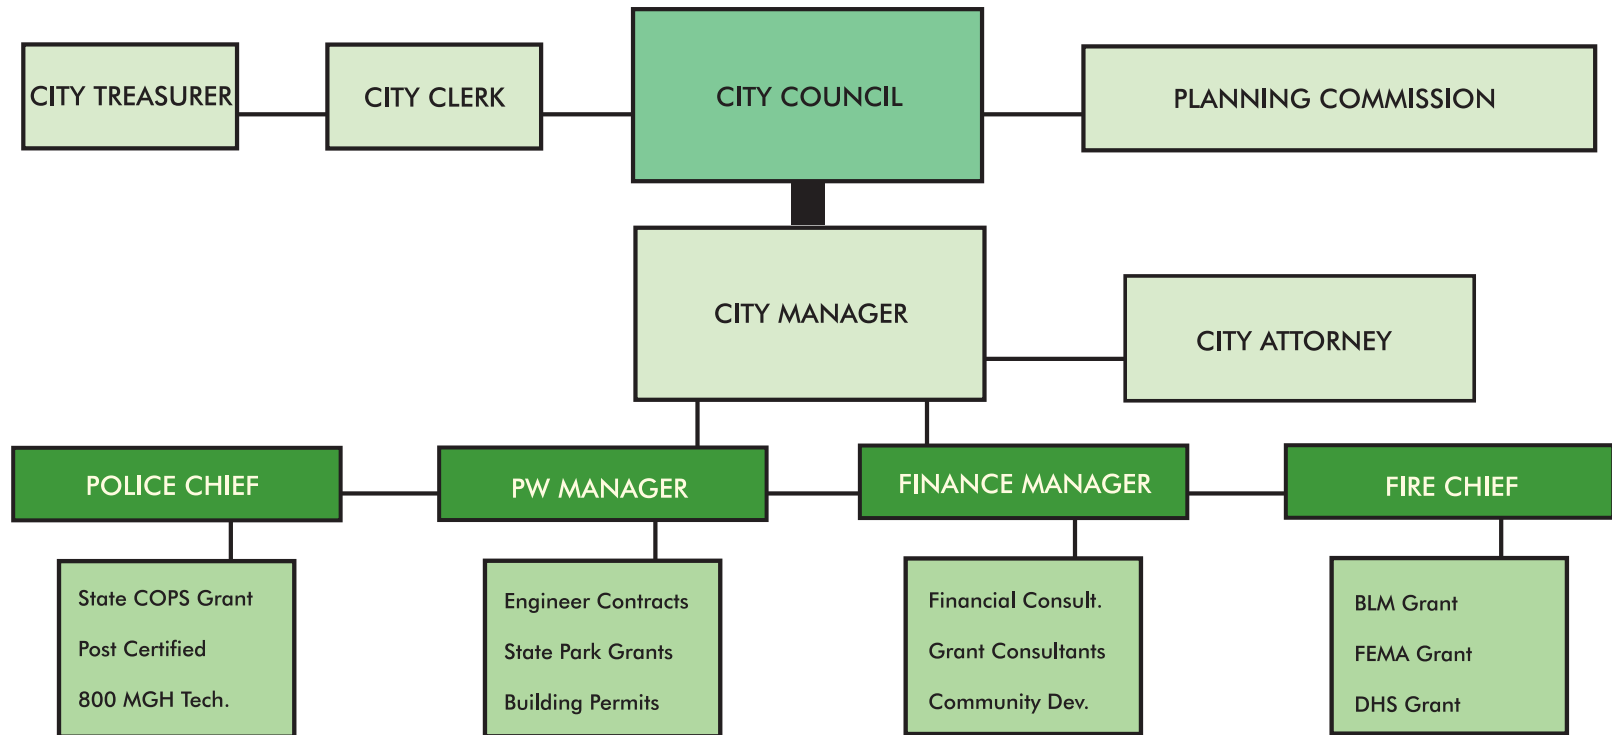 CITY TREASURER
CITY CLERK
CITY COUNCIL
PLANNING COMMISSION
CITY MANAGER
CITY ATTORNEY
POLICE CHIEF
PW MANAGER
FINANCE MANAGER
FIRE CHIEF
State COPS Grant
Post Certified
800 MGH Tech.
Engineer Contracts
State Park Grants
Building Permits
Financial Consult.
Grant Consultants
Community Dev.
BLM Grant
FEMA Grant
DHS Grant